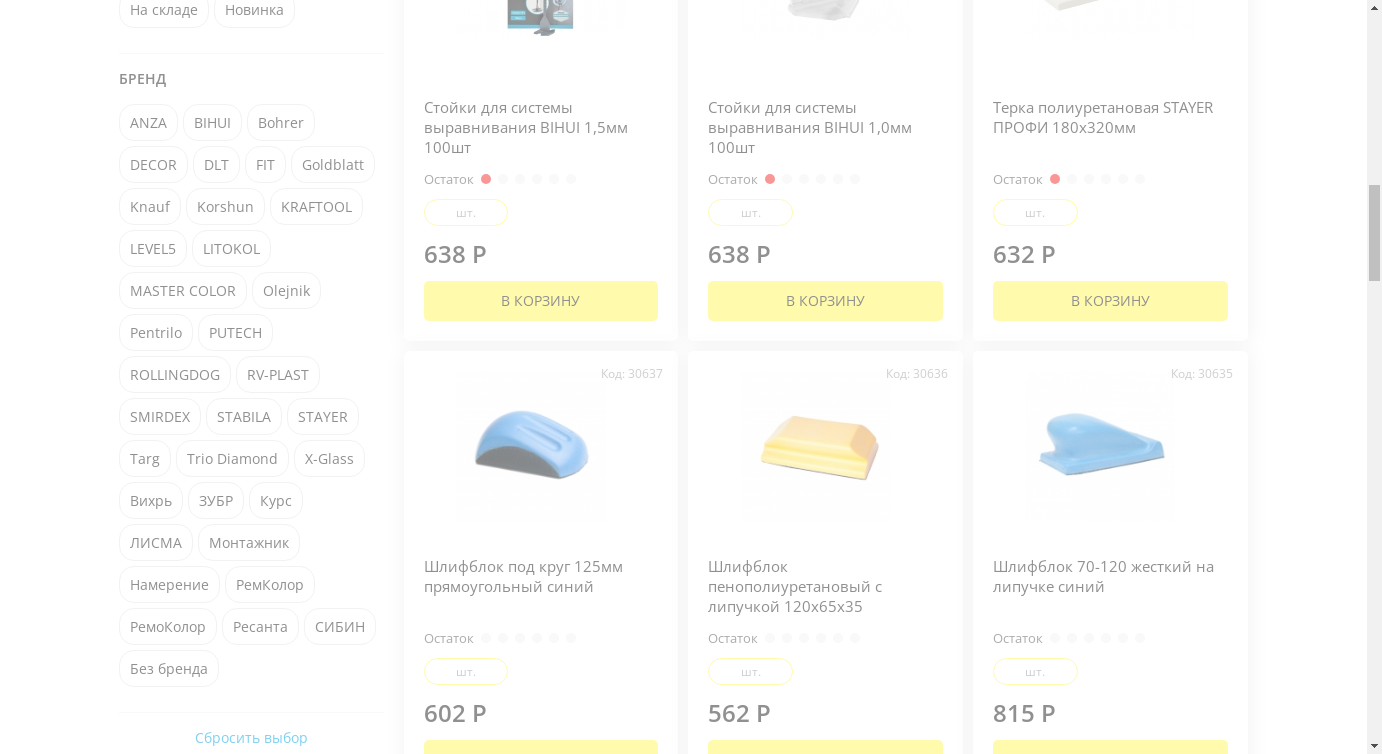 На складе
Новинка
БРЕНД
ANZA
BIHUI
Bohrer
DECOR
DLT
FIT
Goldblatt
Knauf
Korshun
KRAFTOOL
LEVEL5
LITOKOL
MASTER COLOR
Olejnik
Pentrilo
PUTECH
ROLLINGDOG
RV-PLAST
SMIRDEX
STABILA
STAYER
Targ
Trio Diamond
X-Glass
Вихрь
ЗУБР
Курс
ЛИСМА
Монтажник
Намерение
РемКолор
РемоКолор
Ресанта
СИБИН
Без бренда
Сбросить выбор
Стойки для системы
выравнивания BIHUI 1,5мм
100шт
Остаток
шт.
638 Р
В КОРЗИНУ
Стойки для системы
выравнивания BIHUI 1,0мм
100шт
Остаток
шт.
638 Р
В КОРЗИНУ
Терка полиуретановая STAYER
ПРОФИ 180х320мм
Остаток
шт.
632 Р
В КОРЗИНУ
Код: 30637
Шлифблок под круг 125мм
прямоугольный синий
Остаток
шт.
602 Р
Код: 30636
Шлифблок
пенополиуретановый с
липучкой 120х65х35
Остаток
шт.
562 Р
Код: 30635
Шлифблок 70-120 жесткий на
липучке синий
Остаток
шт.
815 Р